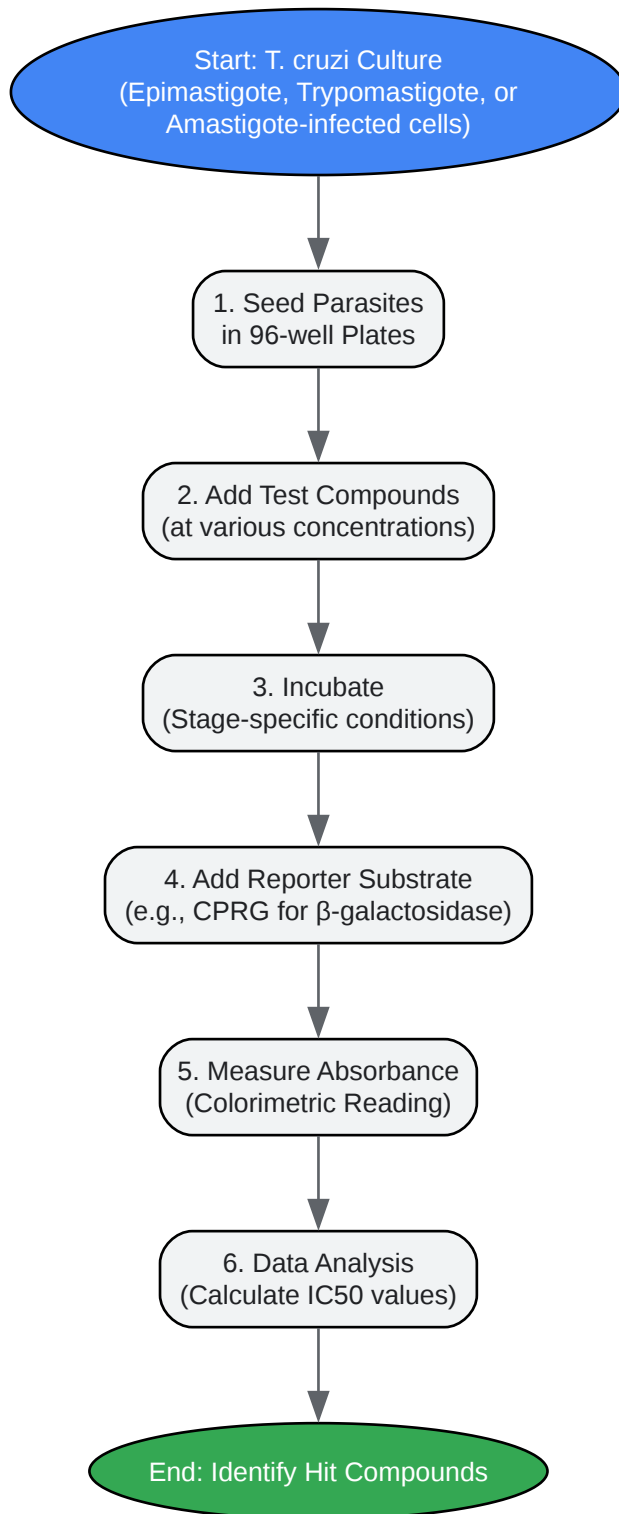 Start: T. cruzi Culture
(Epimastigote, Trypomastigote, or
Amastigote-infected cells)
1. Seed Parasites
in 96-well Plates
2. Add Test Compounds
(at various concentrations)
3. Incubate
(Stage-specific conditions)
4. Add Reporter Substrate
(e.g., CPRG for β-galactosidase)
5. Measure Absorbance
(Colorimetric Reading)
6. Data Analysis
(Calculate IC50 values)
End: Identify Hit Compounds